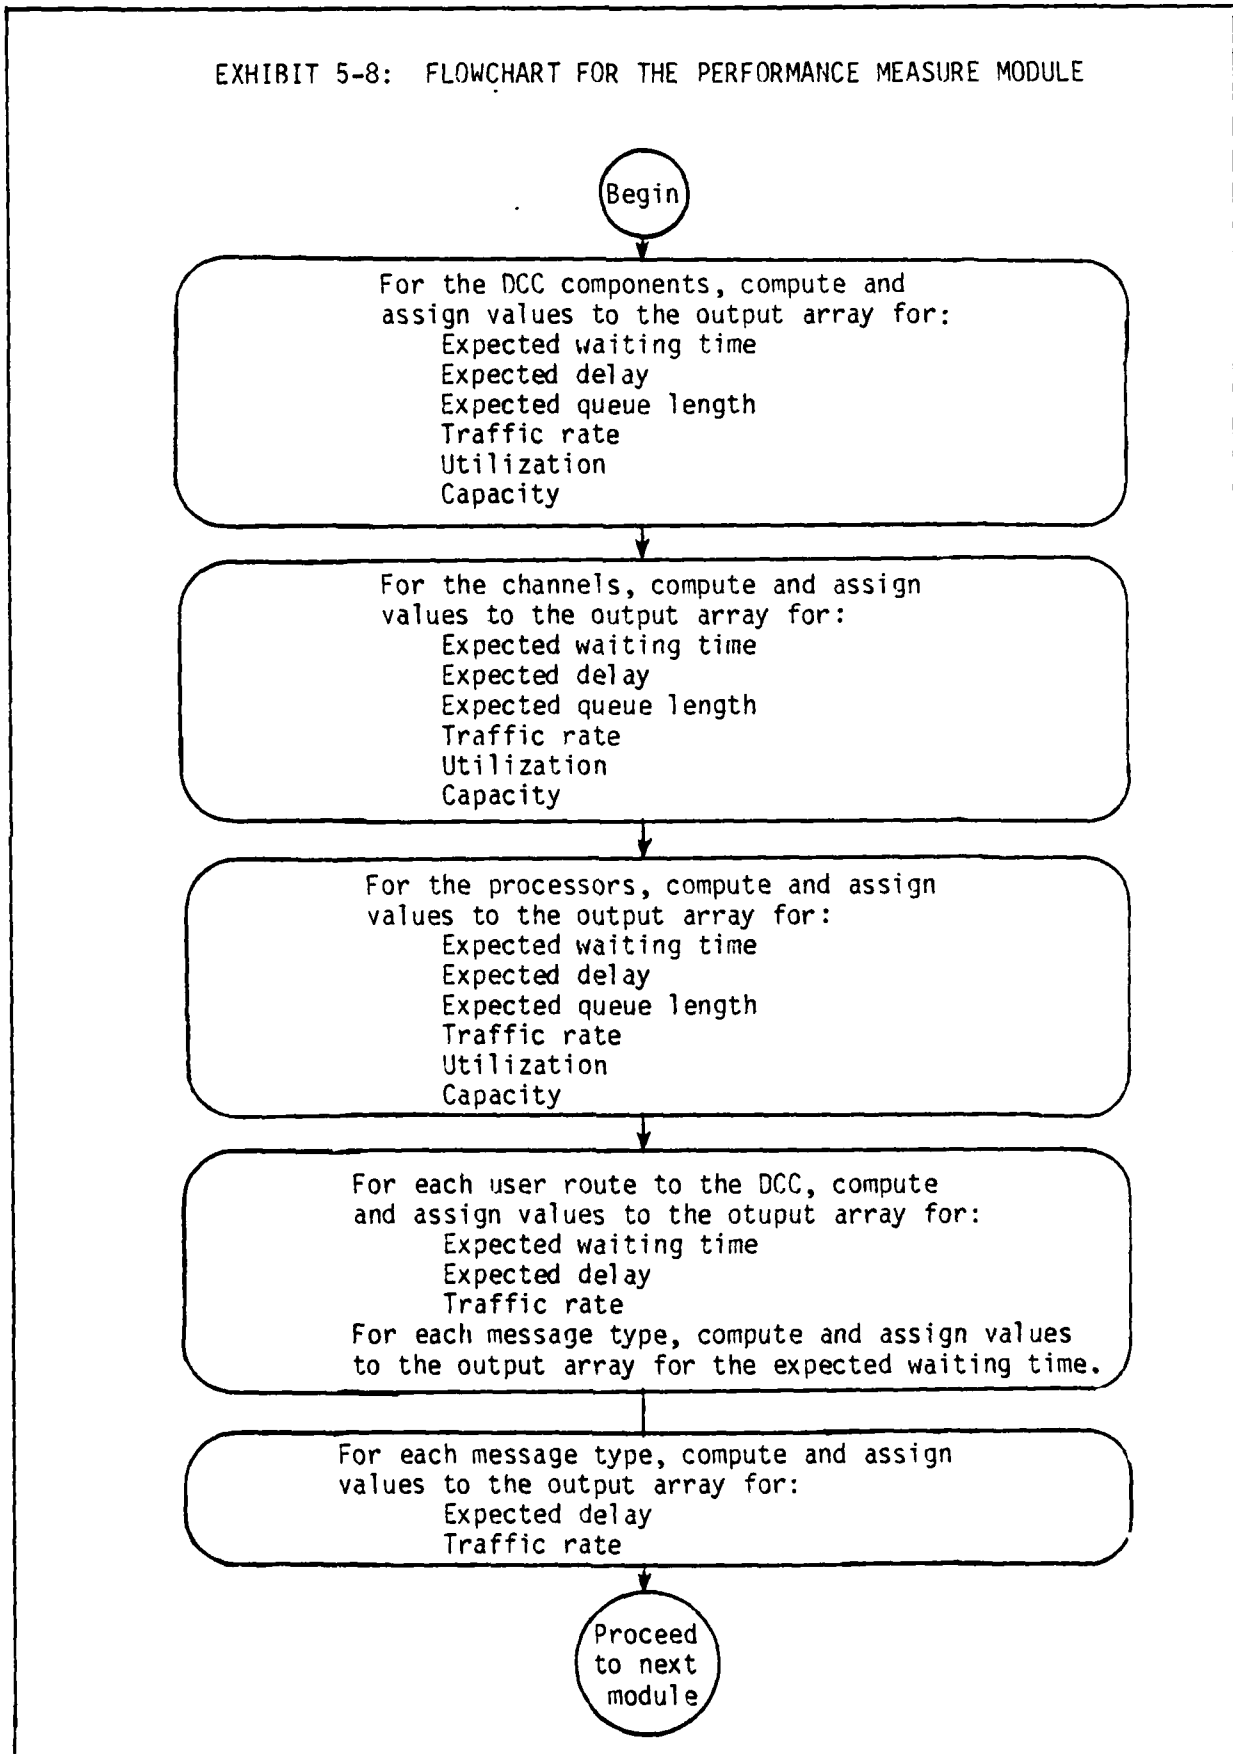 EXHIBIT 5-8: FLOWCHART FOR THE PERFORMANCE MEASURE MODULE
Begin
For the DCC components, compute and
assign values to the output array for:
Expected waiting time
Expected delay
Expected queue length
Traffic rate
Utilization
Capacity
For the channels, compute and assign
values to the output array for:
Expected waiting time
Expected delay
Expected queue length
Traffic rate
Utilization
Capacity
For the processors, compute and assign
values to the output array for:
Expected waiting time
Expected delay
Expected queue length
Traffic rate
Utilization
Capacity
For each user route to the DCC, compute
and assign values to the otuput array for:
Expected waiting time
Expected delay
Traffic rate
For each message type, compute and assign values
to the output array for the expected waiting time.
For each message type, compute and assign
values to the output array for:
Expected delay
Traffic rate
Proceed
to next
module